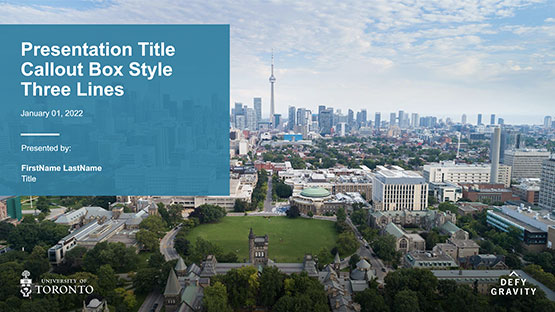 Presentation Title
Callout Box Style
Three Lines
January 01, 2022
Presented by:
FirstName LastName
Title
UNIVERSITY OF
TORONTO
DEFY
GRAVITY